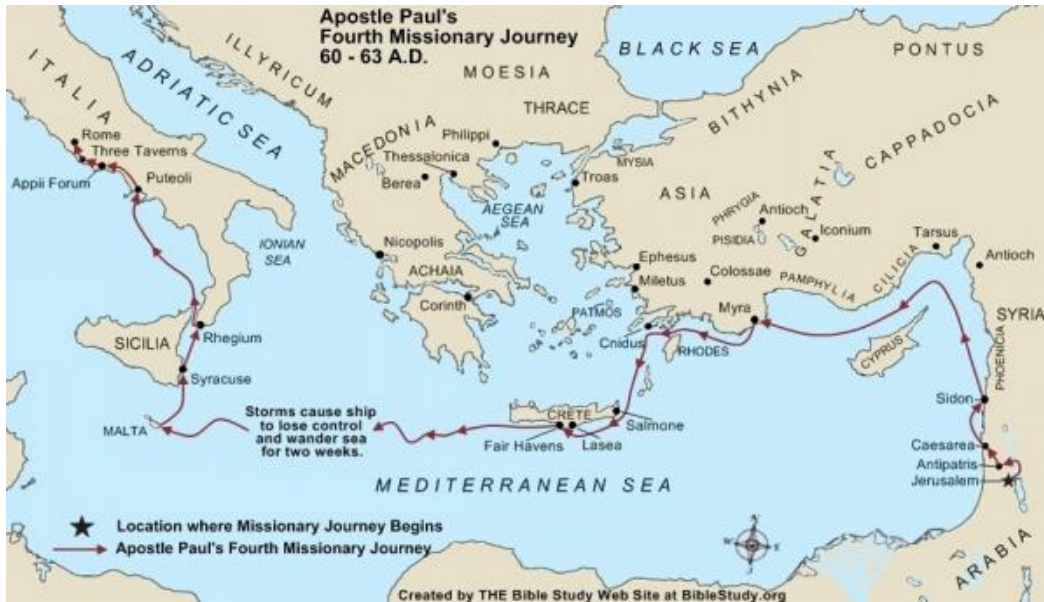 Apostle Paul's
Fourth Missionary Journey
60 - 63 A.D.
BLACK SEA
PONTUS
ILLYRICUM
ITALIA
ADRIATIC SEA
MOESIA
THRACE
BITHYNIA
CAPPADOCIA
MACEDONIA
Philippi
Thessalonica
Berea
MYSIA
Troas
Rome
Three Taverns
Appii Forum
Puteoli
AEGEAN
SEA
ASIA
PHRYGIA
Antioch
PISIDIA
GALATIA
Iconium
Tarsus
CILICIA
Antioch
IONIAN
SEA
Nicopolis
ACHAIA
Corinth
Ephesus
Miletus
Colossae
PAMPHYLIA
PATMOS
Myra
Cnidus
RHODES
CYPRUS
SYRIA
PHOENICIA
SICILIA
Rhegium
Syracuse
MALTA
Storms cause ship
to lose control
and wander sea
for two weeks.
CRETE
Salmone
Fair Havens
Lasea
Sidon
Caesarea
Antipatris
Jerusalem
MEDITERRANEAN SEA
ARABIA
Location where Missionary Journey Begins
Apostle Paul's Fourth Missionary Journey
N
W
E
S
Created by THE Bible Study Web Site at BibleStudy.org